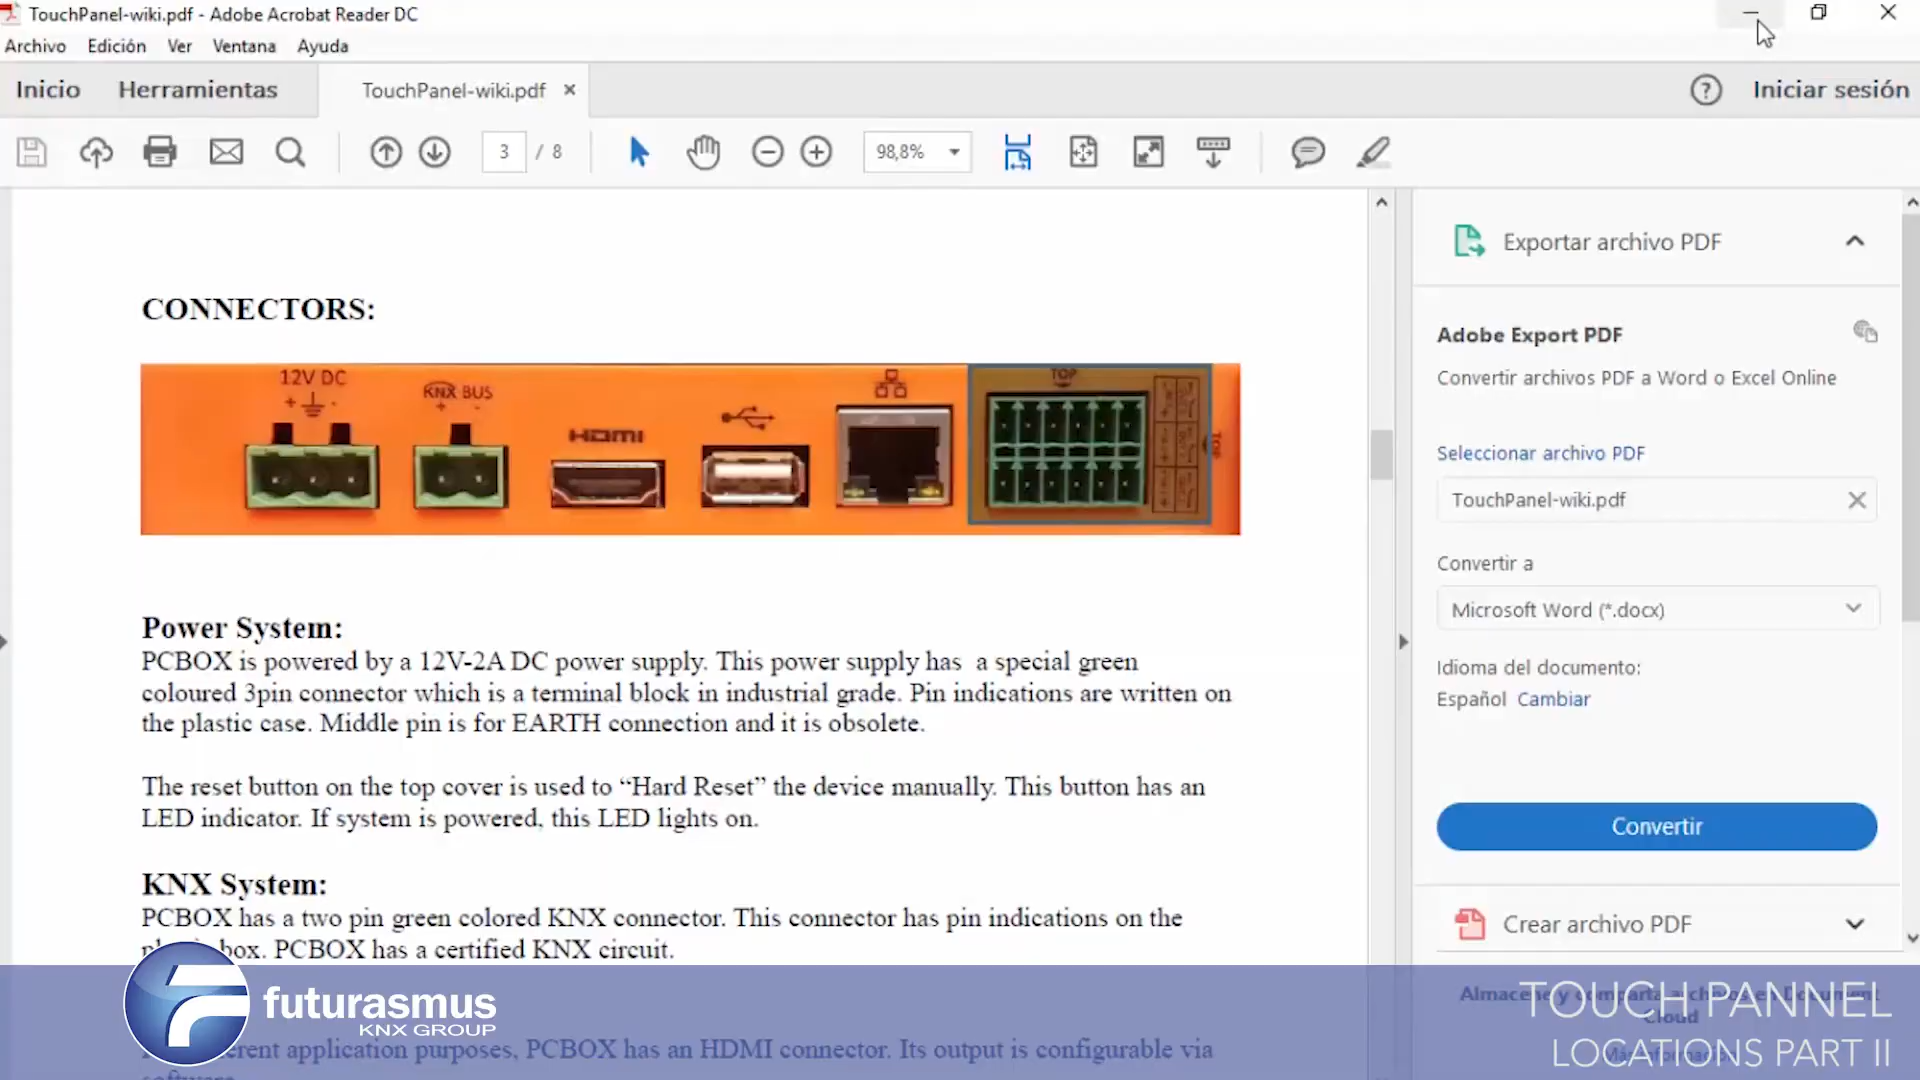 TouchPanel-wiki.pdf - Adobe Acrobat Reader DC
Archivo Edición Ver Ventana Ayuda
Inicio Herramientas TouchPanel-wiki.pdf Iniciar sesión
3 / 8 98,8%
CONNECTORS:
12V DC
+ -
KNX BUS
+ -
HDMI
TOP
TOP
Power System:
PCBOX is powered by a 12V-2A DC power supply. This power supply has a special green
coloured 3pin connector which is a terminal block in industrial grade. Pin indications are written on
the plastic case. Middle pin is for EARTH connection and it is obsolete.
The reset button on the top cover is used to “Hard Reset” the device manually. This button has an
LED indicator. If system is powered, this LED lights on.
KNX System:
PCBOX has a two pin green colored KNX connector. This connector has pin indications on the
box. PCBOX has a certified KNX circuit.
application purposes, PCBOX has an HDMI connector. Its output is configurable via
Exportar archivo PDF
Adobe Export PDF
Convertir archivos PDF a Word o Excel Online
Seleccionar archivo PDF
TouchPanel-wiki.pdf
Convertir a
Microsoft Word (*.docx)
Idioma del documento:
Español Cambiar
Convertir
Crear archivo PDF
Almacene y comparta archivos en Document
Cloud
futurasmus
KNX GROUP
TOUCH PANNEL
LOCATIONS PART II